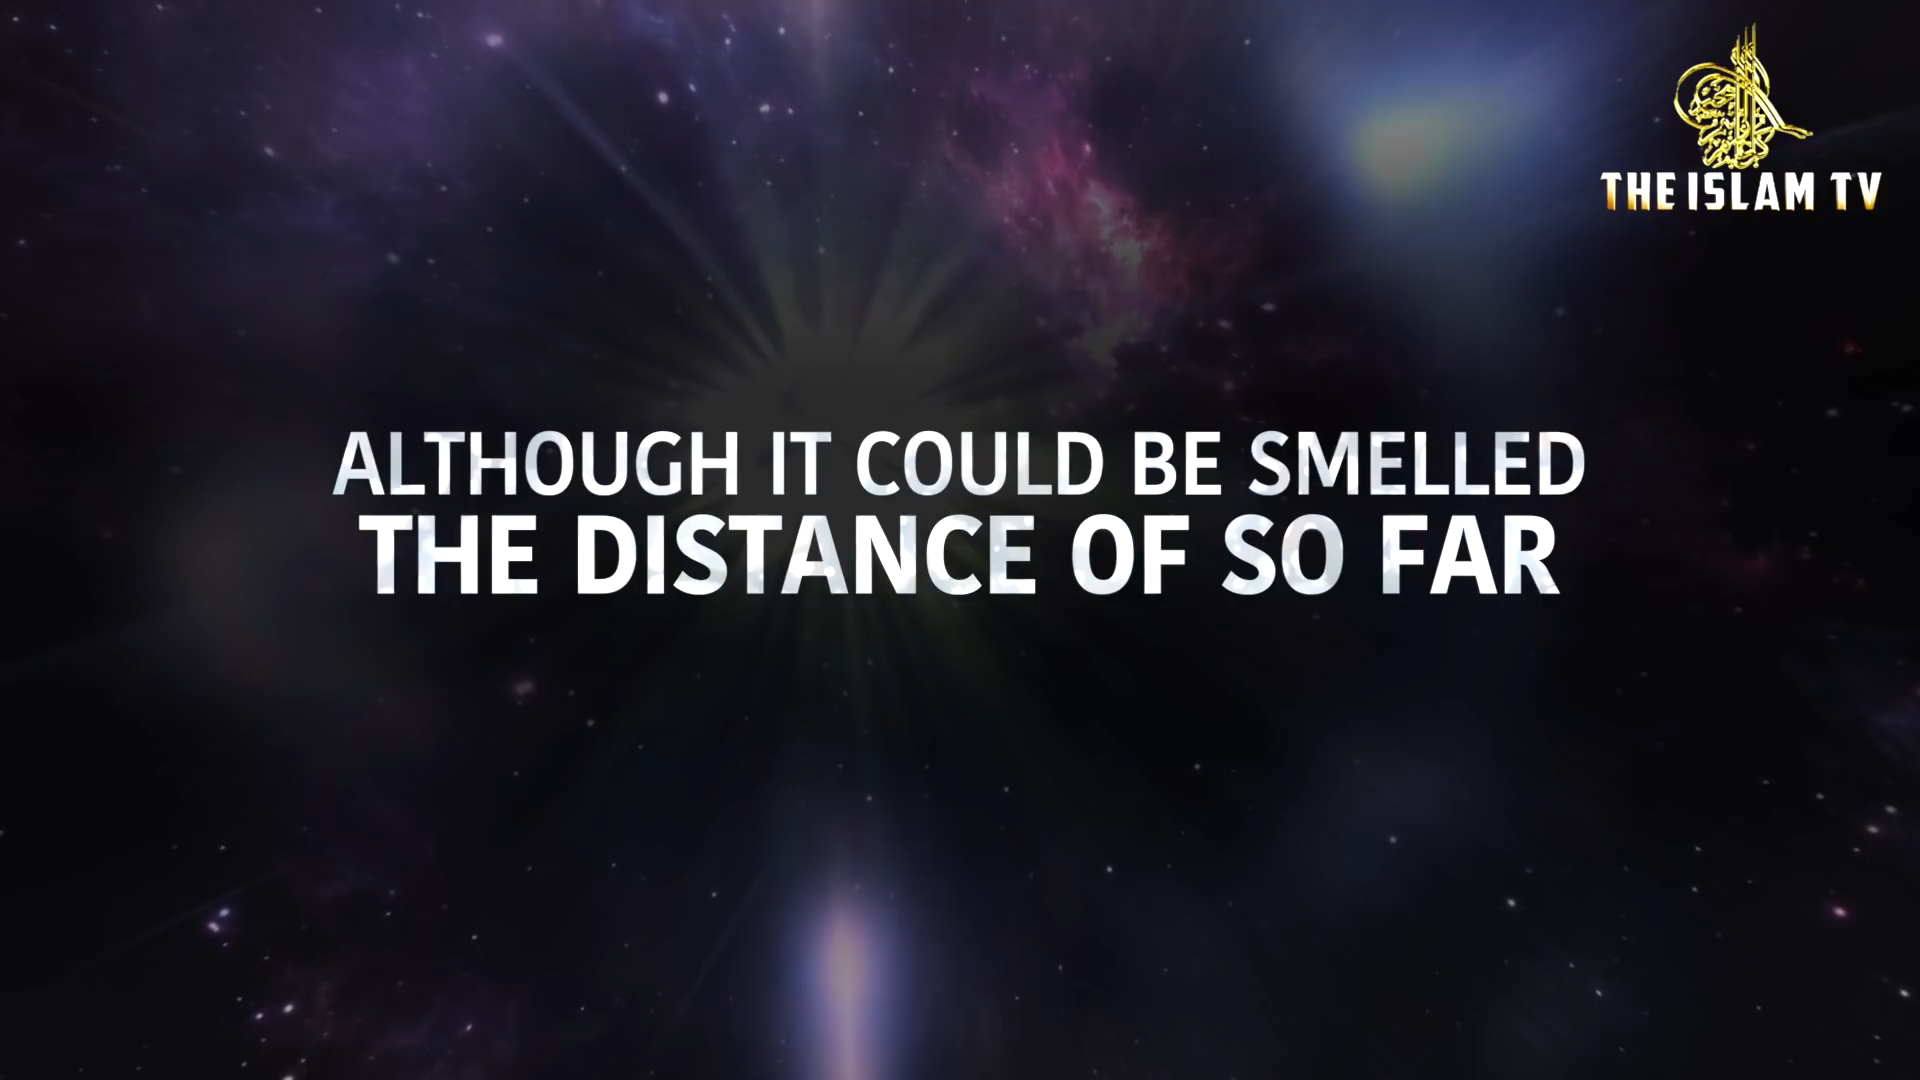 THE ISLAM TV
ALTHOUGH IT COULD BE SMELLED
THE DISTANCE OF SO FAR